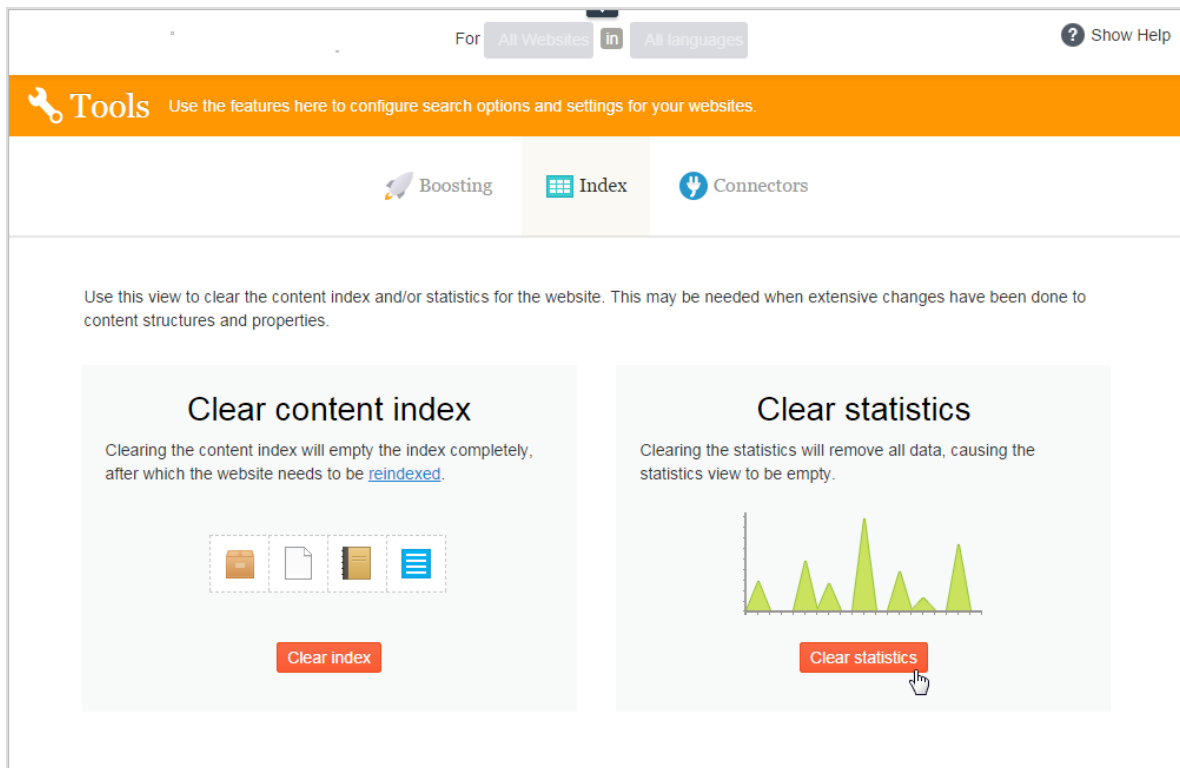 For All Websites in All languages
? Show Help
Tools Use the features here to configure search options and settings for your websites.
Boosting Index Connectors
Use this view to clear the content index and/or statistics for the website. This may be needed when extensive changes have been done to
content structures and properties.
Clear content index
Clearing the content index will empty the index completely,
after which the website needs to be reindexed.
Clear index
Clear statistics
Clearing the statistics will remove all data, causing the
statistics view to be empty.
Clear statistics